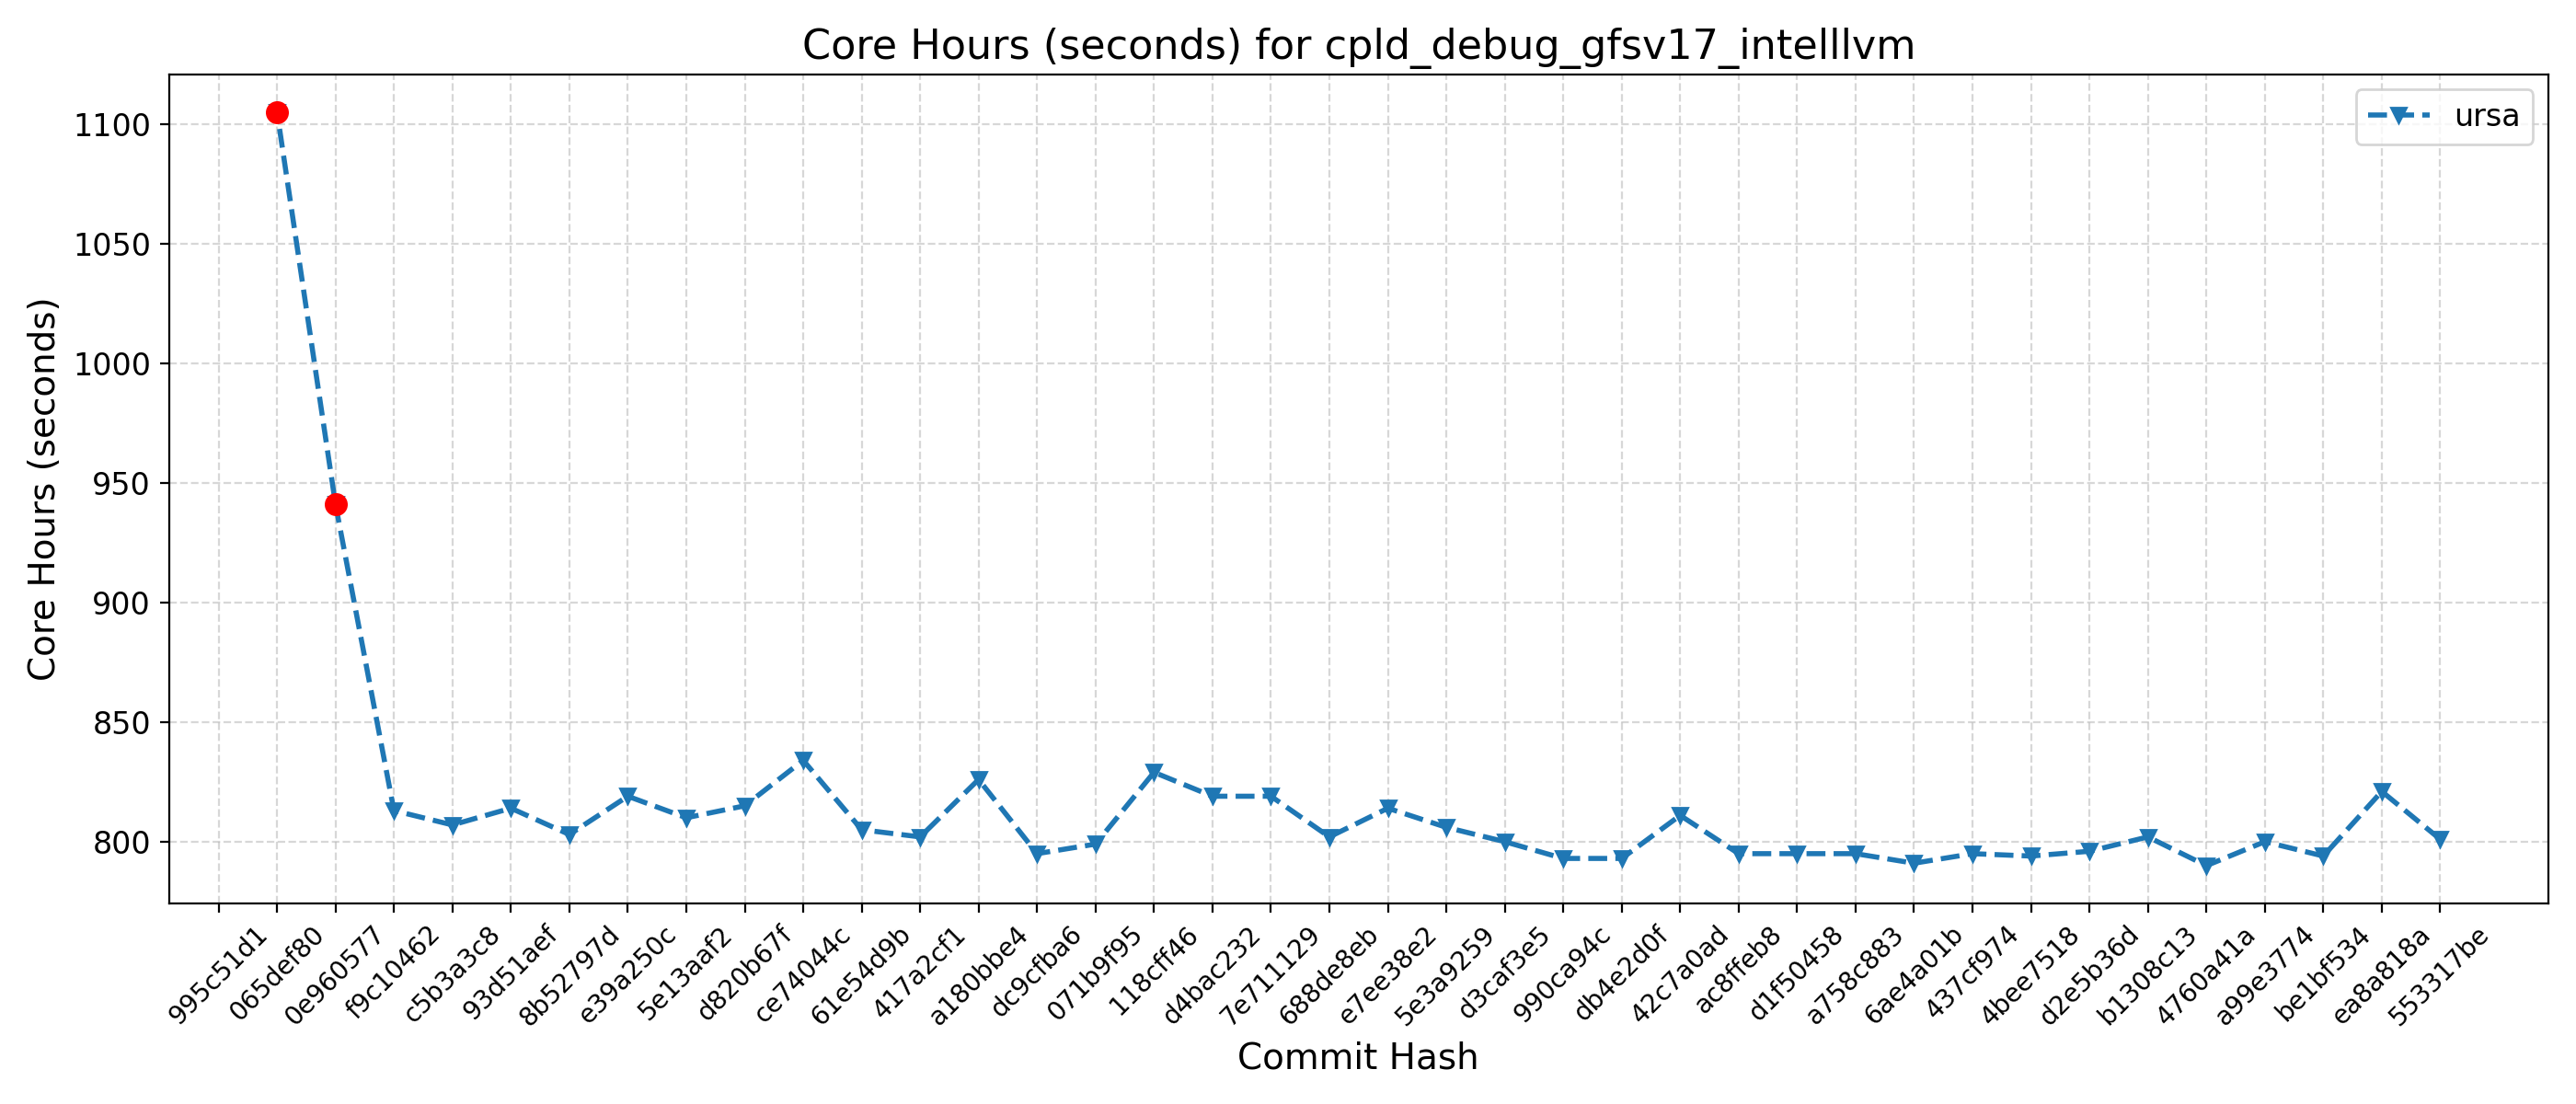 Core Hours (seconds) for cpld_debug_gfsv17_intelllvm
ursa
Core Hours (seconds)
1100
1050
1000
950
900
850
800
995c51d1
065def80
0e960577
f9c10462
c5b3a3c8
93d51aef
8b52797d
e39a250c
5e13aaf2
d820b67f
ce74044c
61e54d9b
417a2cf1
a180bbe4
dc9cfba6
071b9f95
118cff46
d4bac232
7e711129
688de8eb
e7ee38e2
5e3a9259
d3caf3e5
990ca94c
db4e2d0f
42c7a0ad
ac8ffeb8
d1f50458
a758c883
6ae4a01b
437cf974
4bee7518
d2e5b36d
b1308c13
4760a41a
a99e3774
be1bf534
ea8a818a
553317be
Commit Hash